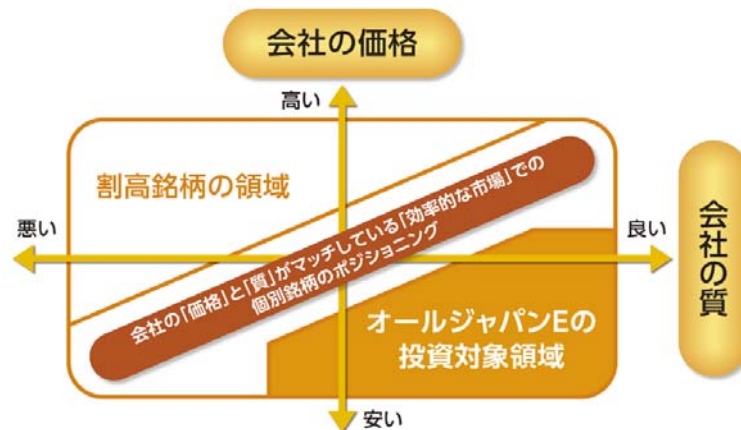 会社の価格
高い
割高銘柄の領域
会社の「価格」と「質」がマッチしている「効率的な市場」での
個別銘柄のポジショニング
悪い
良い
会社の質
オールジャパンEの
投資対象領域
安い